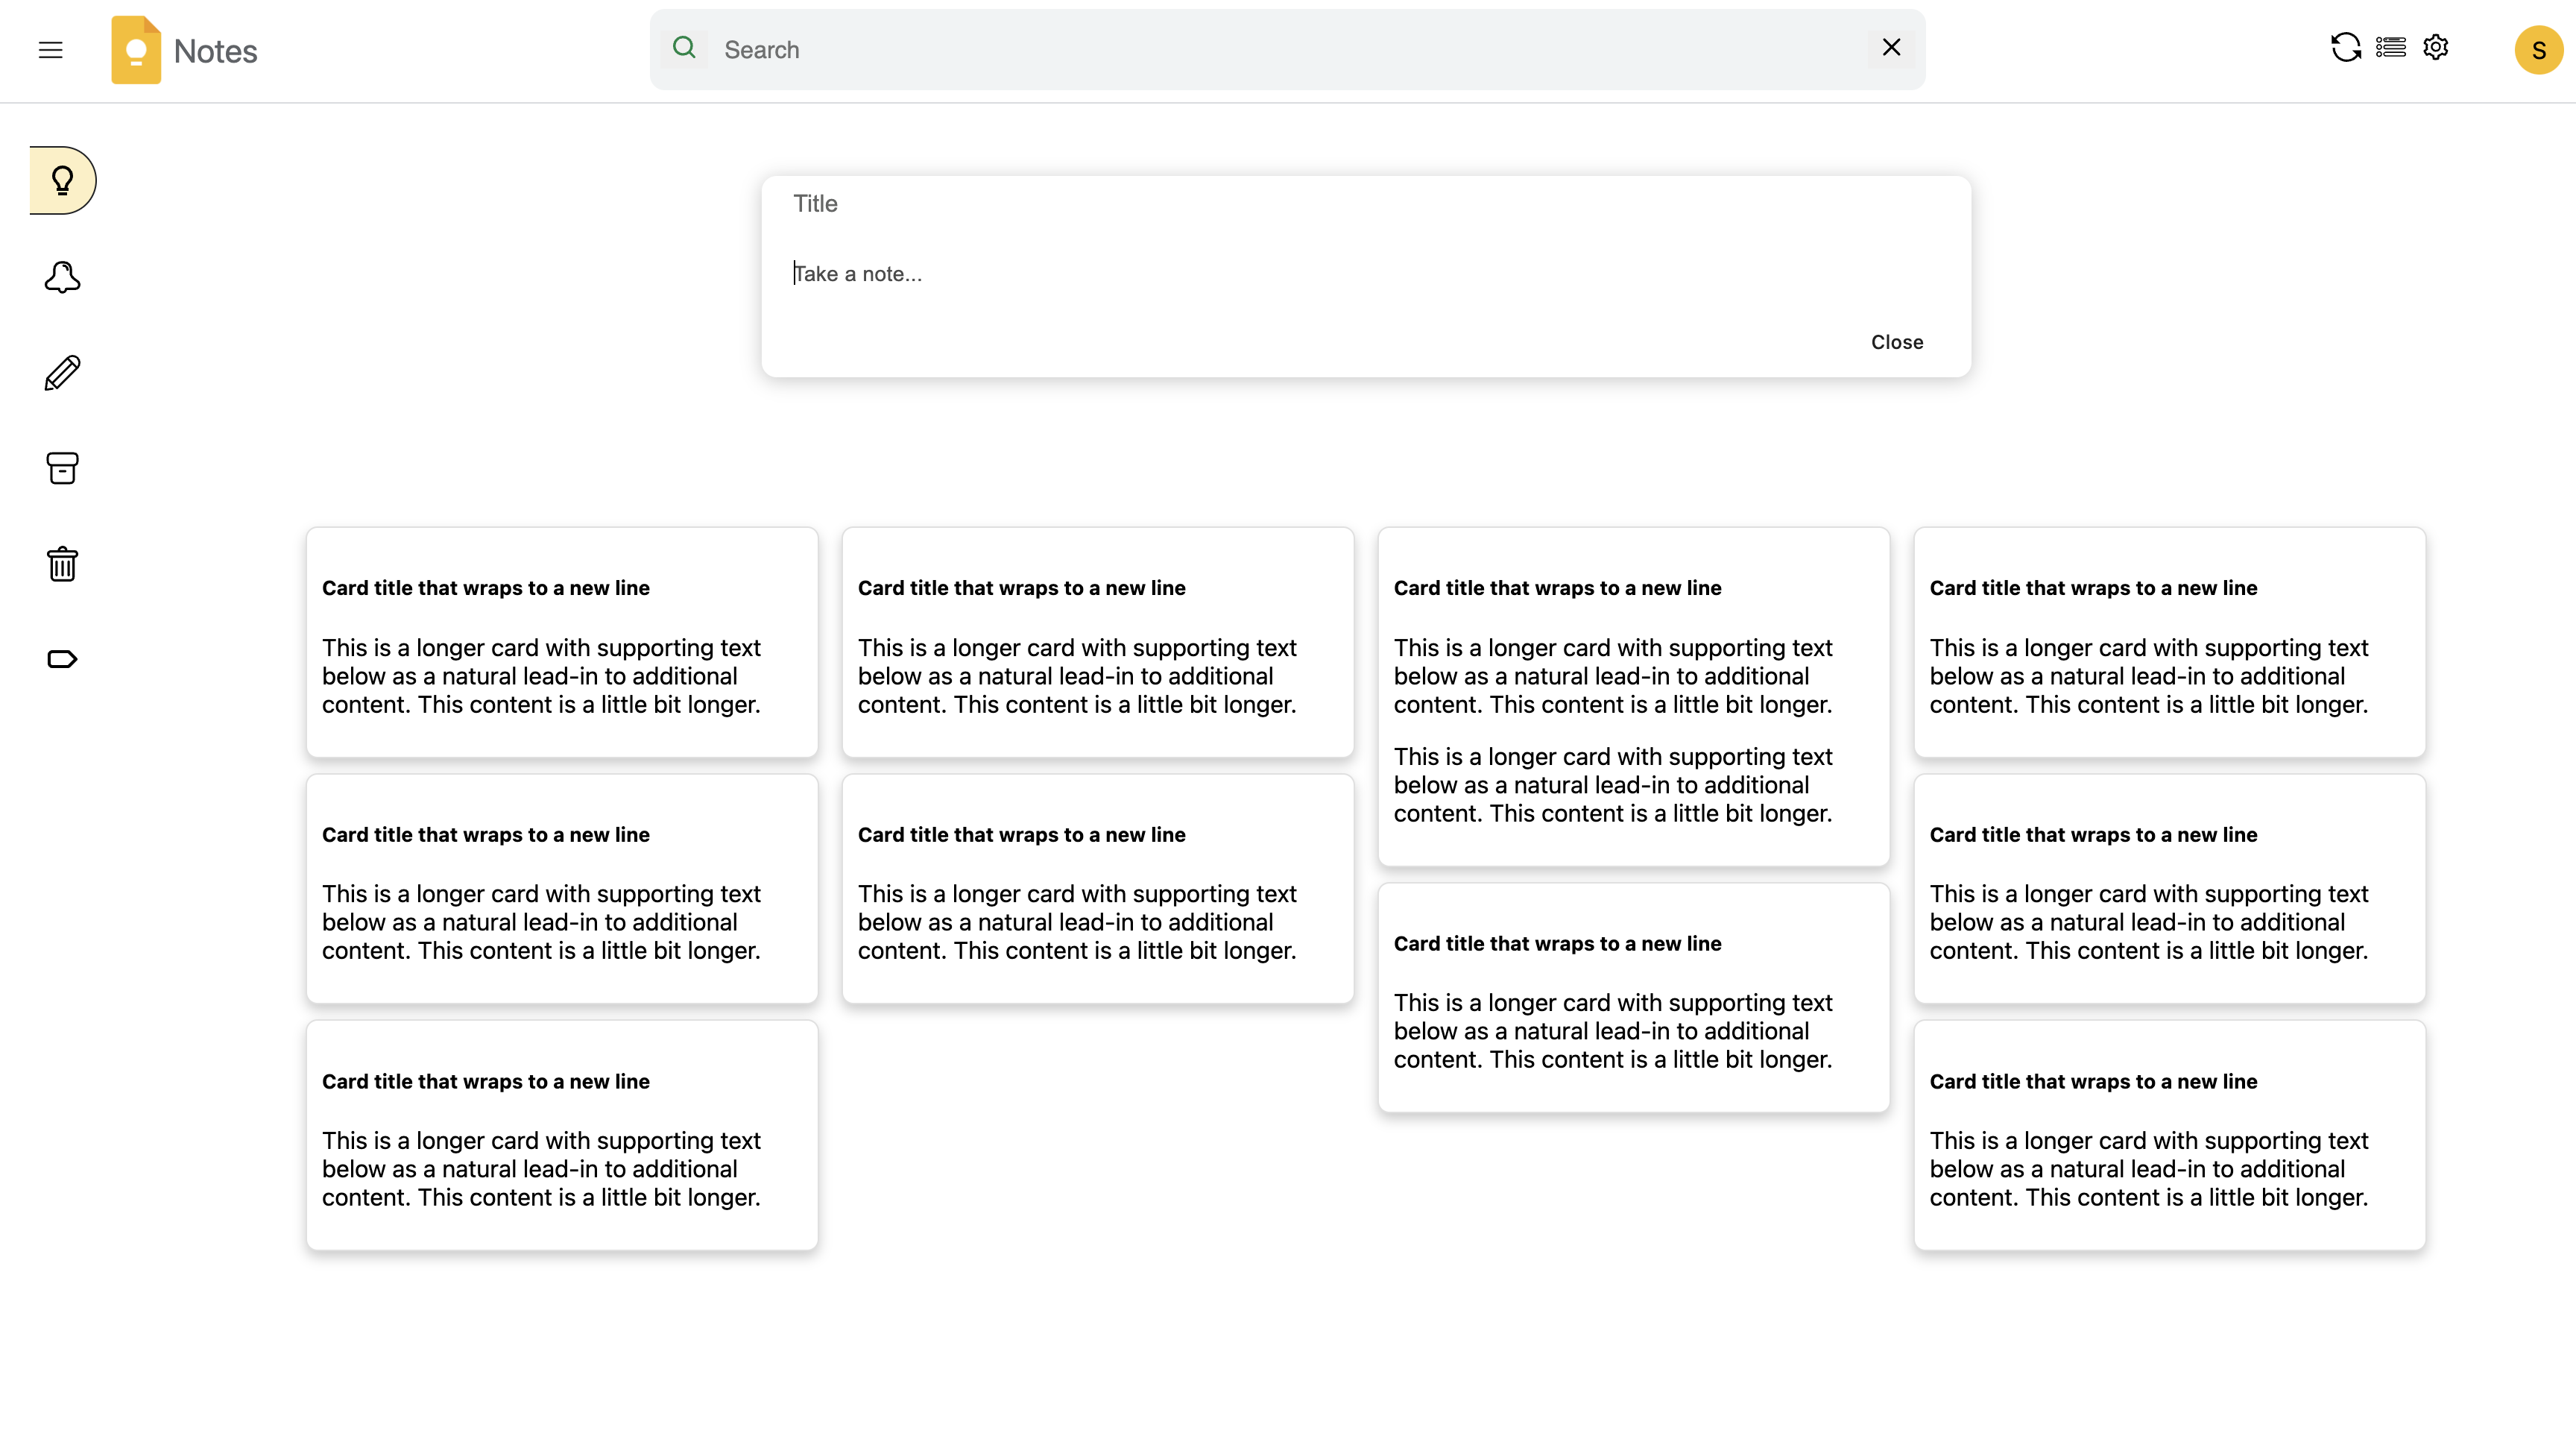 Notes
Search
S
Title
Take a note...
Close
Card title that wraps to a new line
This is a longer card with supporting text
below as a natural lead-in to additional
content. This content is a little bit longer.
Card title that wraps to a new line
This is a longer card with supporting text
below as a natural lead-in to additional
content. This content is a little bit longer.
Card title that wraps to a new line
This is a longer card with supporting text
below as a natural lead-in to additional
content. This content is a little bit longer.
Card title that wraps to a new line
This is a longer card with supporting text
below as a natural lead-in to additional
content. This content is a little bit longer.
Card title that wraps to a new line
This is a longer card with supporting text
below as a natural lead-in to additional
content. This content is a little bit longer.
Card title that wraps to a new line
This is a longer card with supporting text
below as a natural lead-in to additional
content. This content is a little bit longer.
This is a longer card with supporting text
below as a natural lead-in to additional
content. This content is a little bit longer.
Card title that wraps to a new line
This is a longer card with supporting text
below as a natural lead-in to additional
content. This content is a little bit longer.
Card title that wraps to a new line
This is a longer card with supporting text
below as a natural lead-in to additional
content. This content is a little bit longer.
Card title that wraps to a new line
This is a longer card with supporting text
below as a natural lead-in to additional
content. This content is a little bit longer.
Card title that wraps to a new line
This is a longer card with supporting text
below as a natural lead-in to additional
content. This content is a little bit longer.